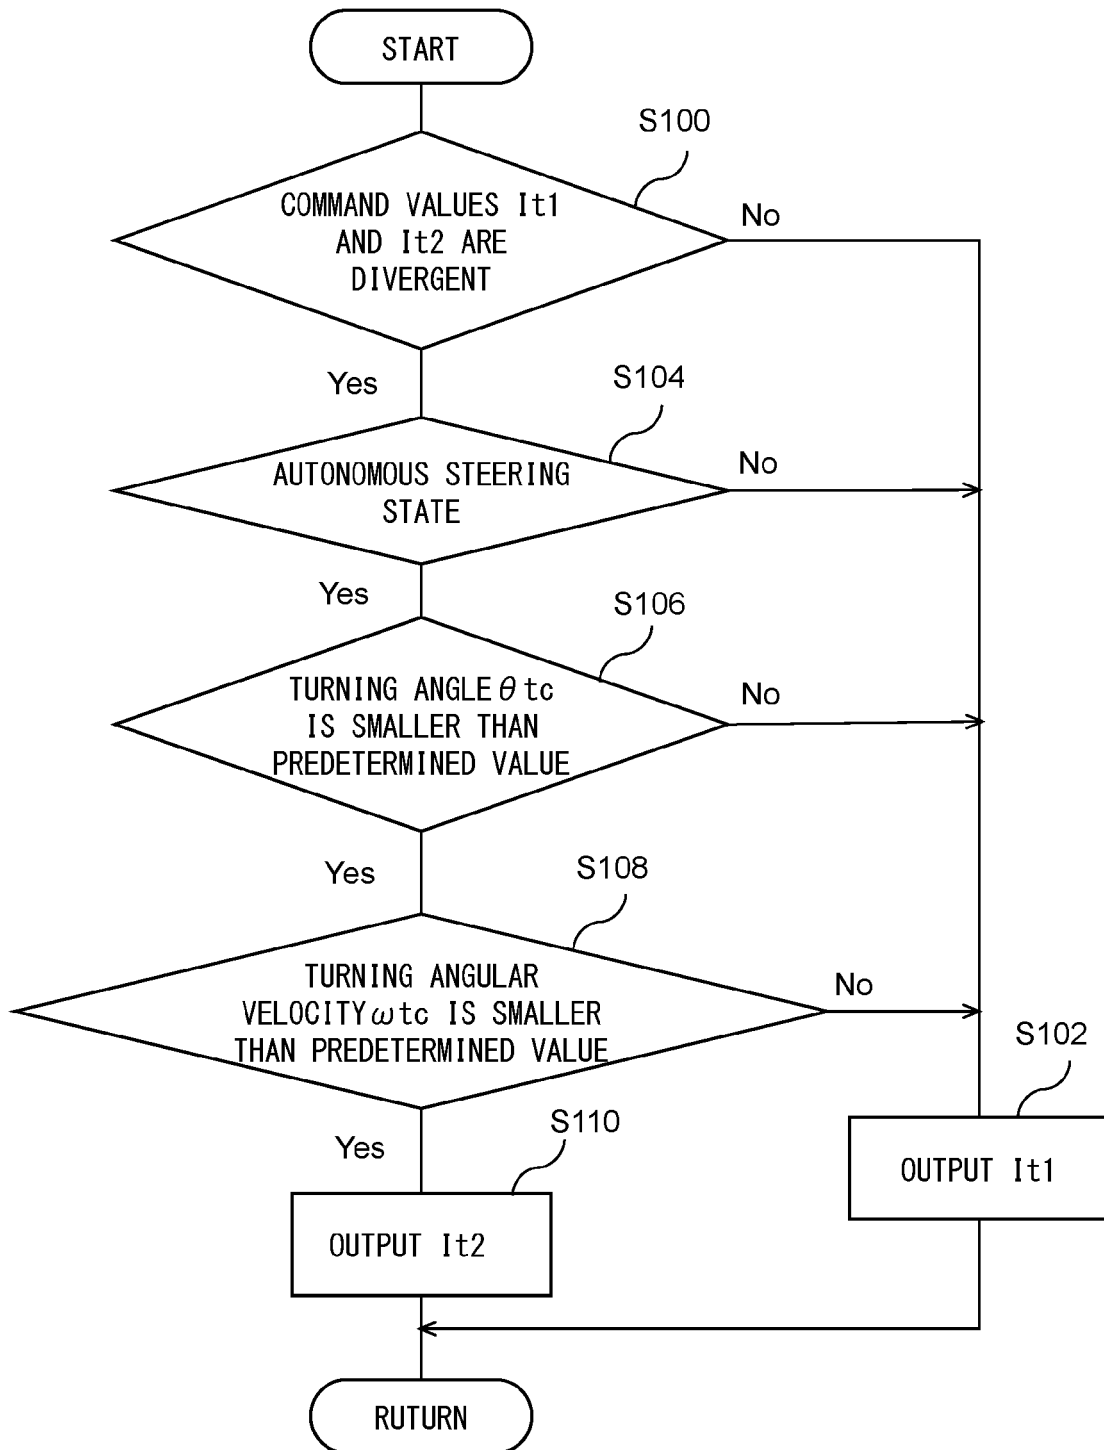 START
S100
COMMAND VALUES It1
AND It2 ARE
DIVERGENT
No
Yes
S104
AUTONOMOUS STEERING
STATE
No
Yes
S106
TURNING ANGLE θtc
IS SMALLER THAN
PREDETERMINED VALUE
No
Yes
S108
TURNING ANGULAR
VELOCITY ωtc IS SMALLER
THAN PREDETERMINED VALUE
No
S102
Yes
S110
OUTPUT It1
OUTPUT It2
RUTURN